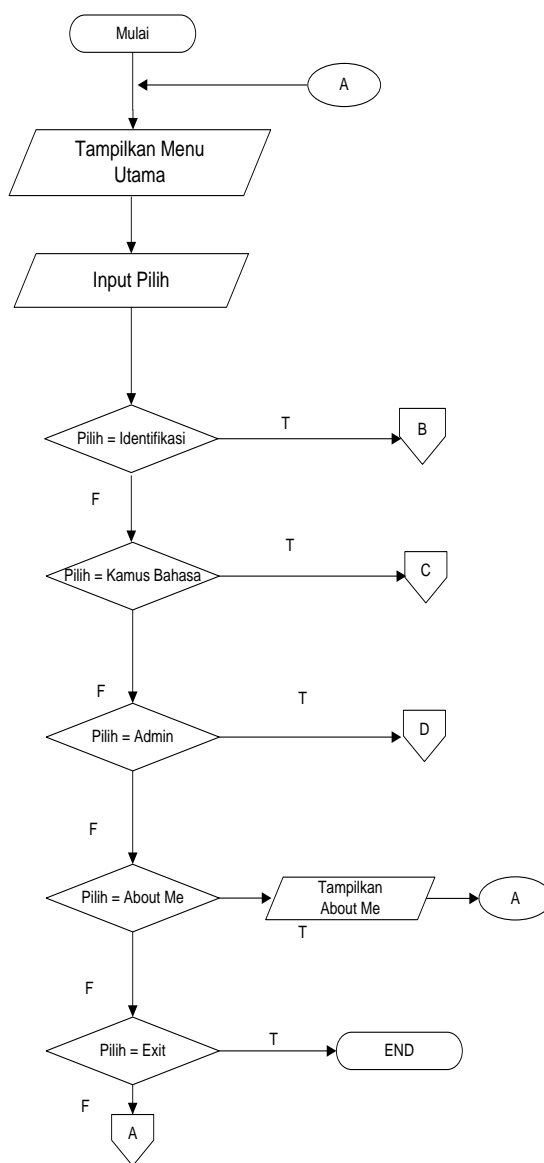 Mulai
A
Tampilkan Menu
Utama
Input Pilih
Pilih = Identifikasi
T
B
F
Pilih = Kamus Bahasa
T
C
F
Pilih = Admin
T
D
F
Pilih = About Me
Tampilkan
About Me
T
A
F
Pilih = Exit
T
END
F
A